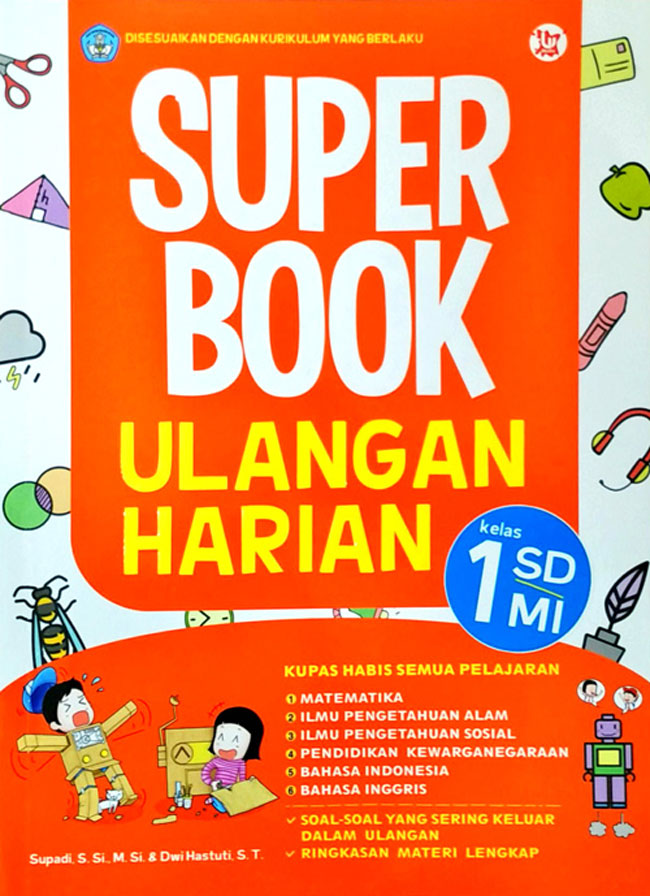 DISESUAIKAN DENGAN KURIKULUM YANG BERLAKU
SUPER
BOOK
ULANGAN
HARIAN
kelas
1 SD
MI
h
KUPAS HABIS SEMUA PELAJARAN
1 MATEMATIKA
2 ILMU PENGETAHUAN ALAM
3 ILMU PENGETAHUAN SOSIAL
4 PENDIDIKAN KEWARGANEGARAAN
5 BAHASA INDONESIA
6 BAHASA INGGRIS
✓ SOAL-SOAL YANG SERING KELUAR
DALAM ULANGAN
✓ RINGKASAN MATERI LENGKAP
Supadi, S. Si., M. Si. & Dwi Hastuti, S. T.